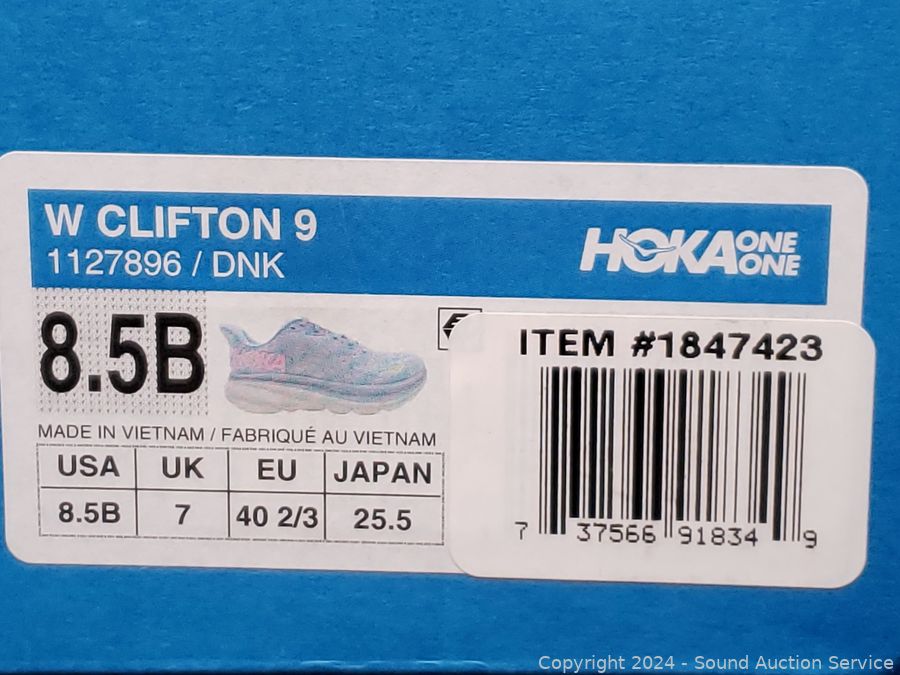 W CLIFTON 9
1127896 / DNK
HOKA ONE ONE
8.5B
MADE IN VIETNAM / FABRIQUÉ AU VIETNAM
USA UK EU JAPAN
8.5B 7 40 2/3 25.5
ITEM #1847423
7 37566 91834 9
Copyright 2024 - Sound Auction Service